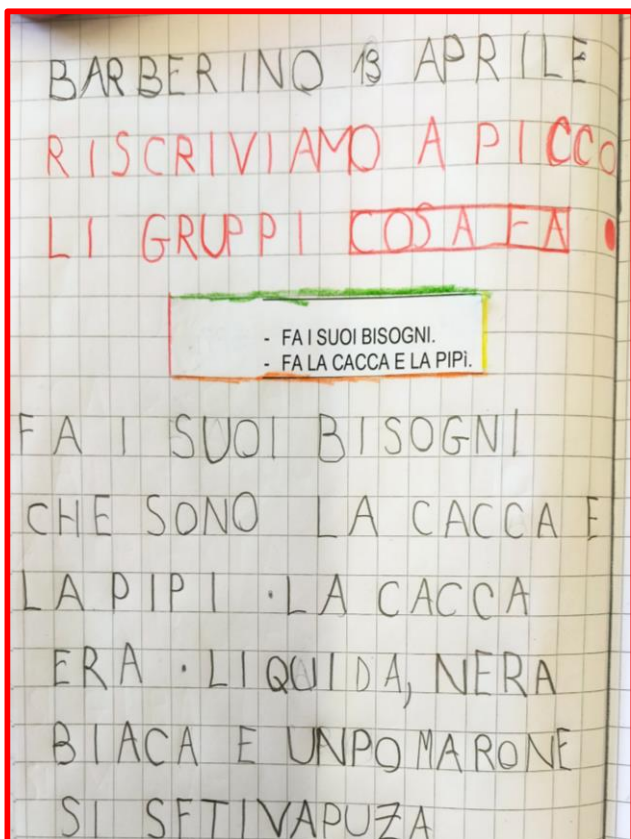 BARBERINO 13 APRILE
RISCRIVIAMO A PICCO
LI GRUPPI COSA FA.
- FA I SUOI BISOGNI.
- FA LA CACCA E LA PIPÌ.
FA I SUOI BISOGNI
CHE SONO LA CACCA E
LA PIPI . LA CACCA
ERA . LIQUIDA, NERA
BIACA E UNPO MARONE
SI SETIVAPUZA